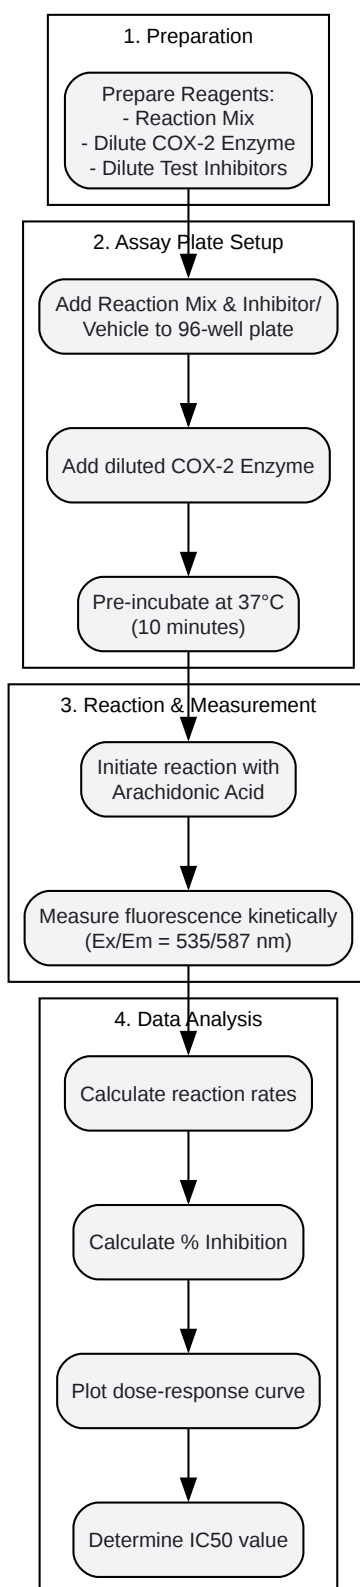 1. Preparation
Prepare Reagents:
- Reaction Mix
- Dilute COX-2 Enzyme
- Dilute Test Inhibitors
2. Assay Plate Setup
Add Reaction Mix & Inhibitor/
Vehicle to 96-well plate
Add diluted COX-2 Enzyme
Pre-incubate at 37°C
(10 minutes)
3. Reaction & Measurement
Initiate reaction with
Arachidonic Acid
Measure fluorescence kinetically
(Ex/Em = 535/587 nm)
4. Data Analysis
Calculate reaction rates
Calculate % Inhibition
Plot dose-response curve
Determine IC50 value